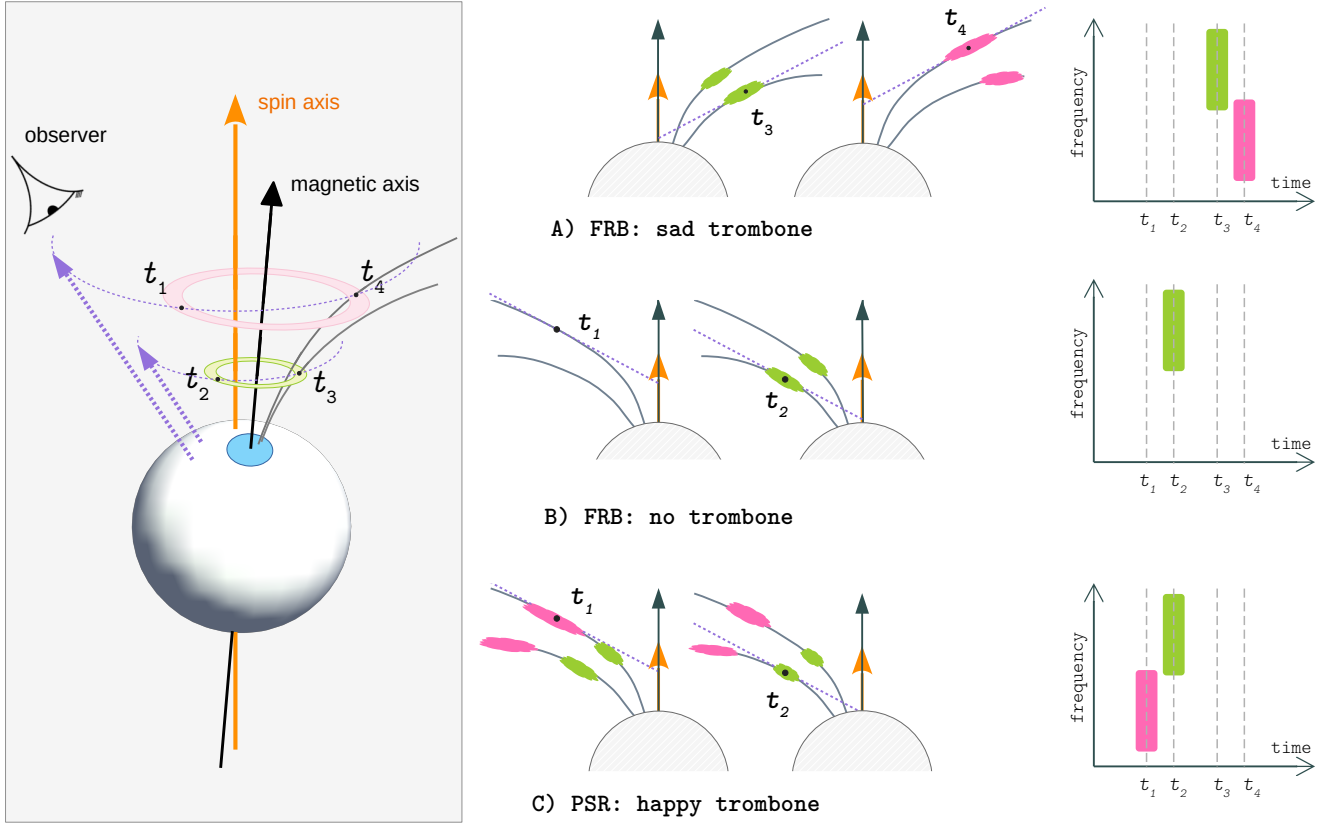 spin axis
observer
magnetic axis
t1
t4
t2
t3
t3
t4
frequency
time
t1 t2 t3 t4
A) FRB: sad trombone
t1
t2
frequency
time
t1 t2 t3 t4
B) FRB: no trombone
t1
t2
frequency
time
t1 t2 t3 t4
C) PSR: happy trombone